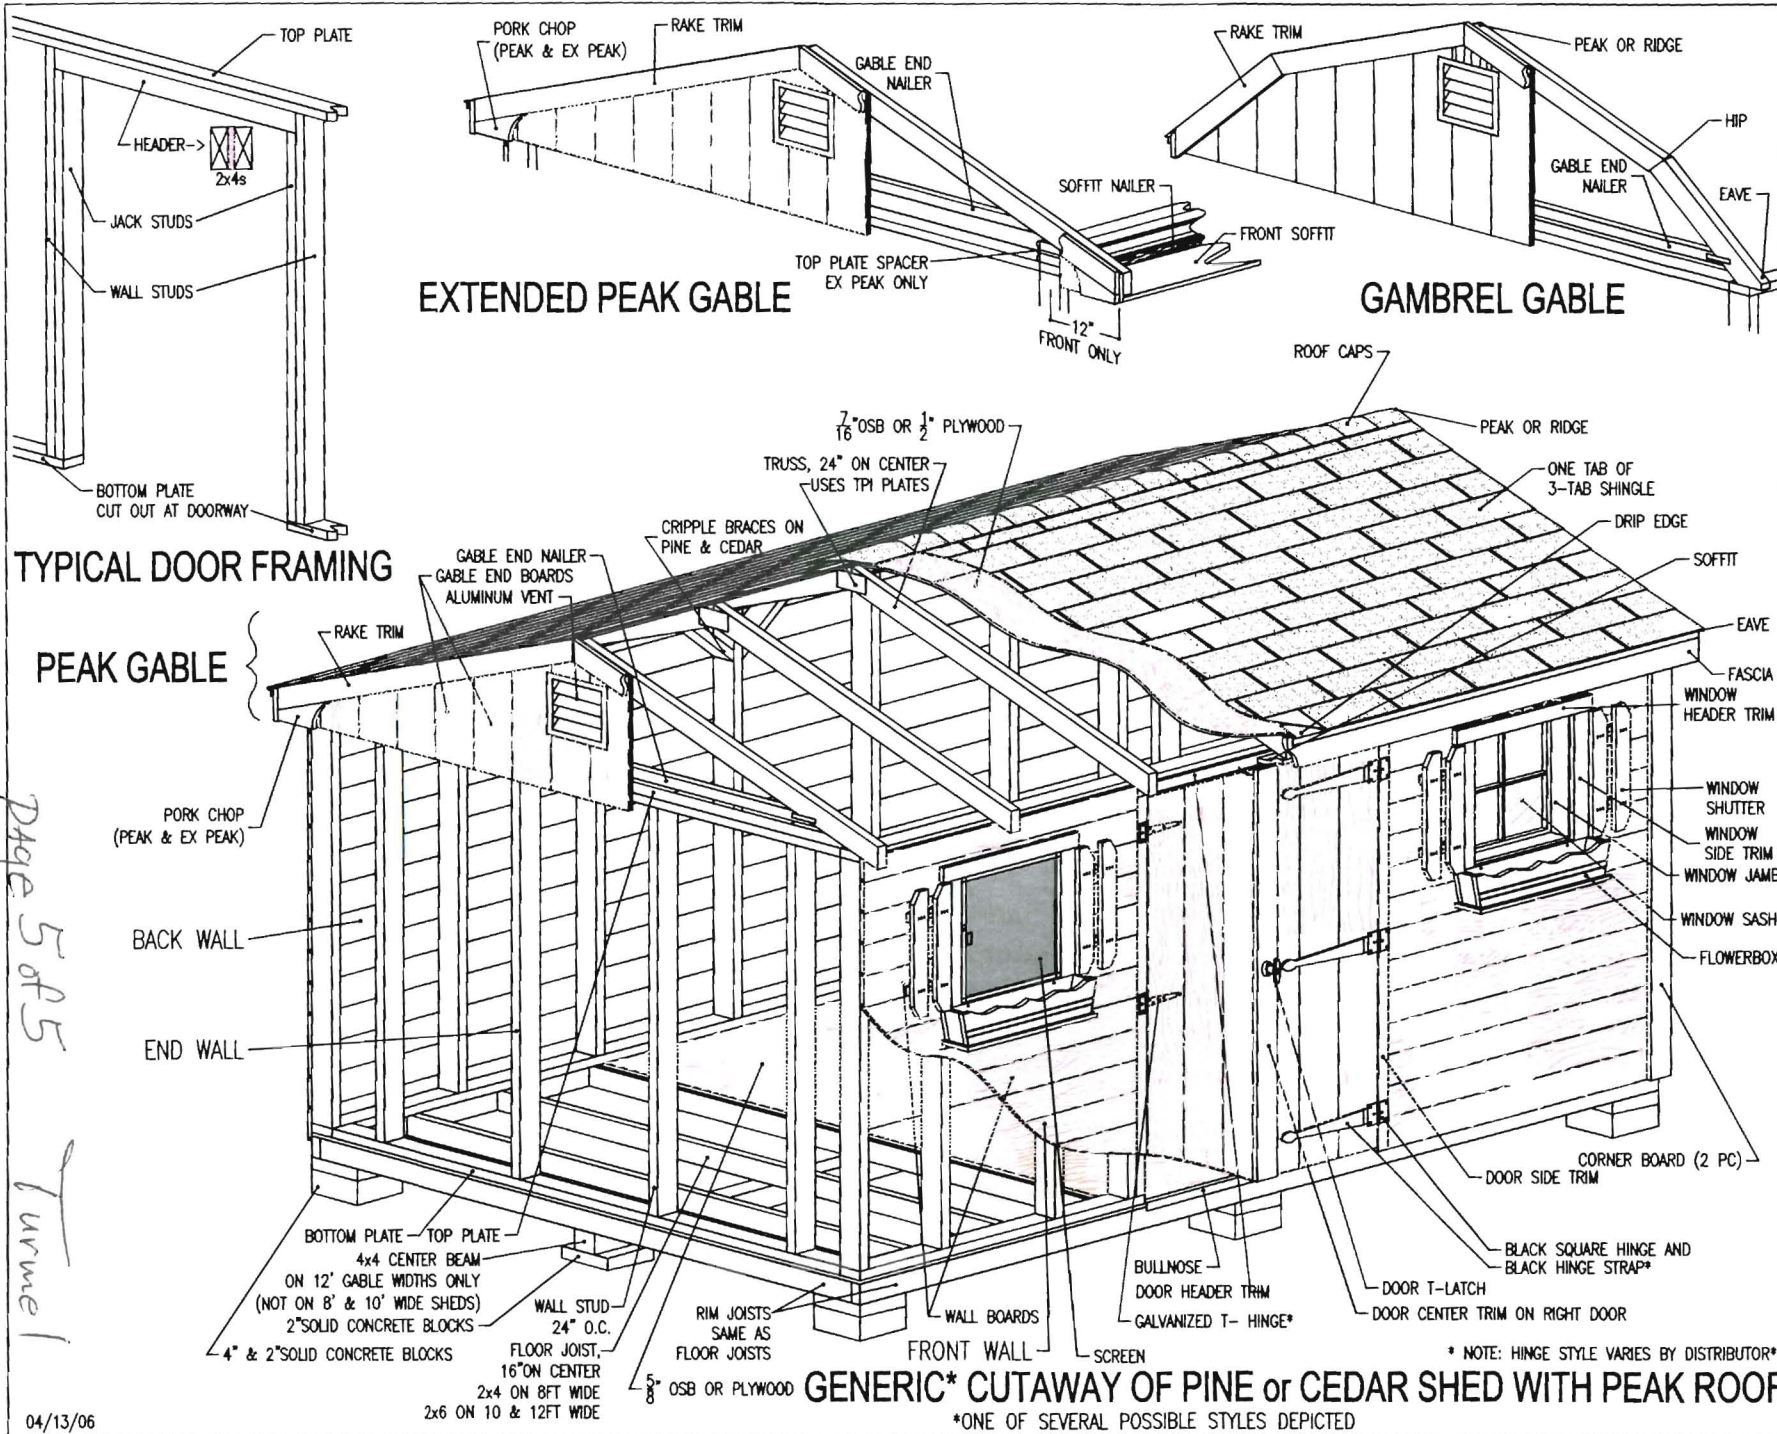 TOP PLATE
HEADER->
2x4s
JACK STUDS
WALL STUDS
BOTTOM PLATE
CUT OUT AT DOORWAY
TYPICAL DOOR FRAMING
PORK CHOP
(PEAK & EX PEAK)
RAKE TRIM
GABLE END
NAILER
SOFFIT NAILER
FRONT SOFFIT
TOP PLATE SPACER
EX PEAK ONLY
12"
FRONT ONLY
EXTENDED PEAK GABLE
RAKE TRIM
PEAK OR RIDGE
HIP
GABLE END
NAILER
EAVE
GAMBREL GABLE
ROOF CAPS
7/16" OSB OR 1/2" PLYWOOD
TRUSS, 24" ON CENTER
USES TPI PLATES
CRIPPLE BRACES ON
PINE & CEDAR
GABLE END NAILER
GABLE END BOARDS
ALUMINUM VENT
PEAK OR RIDGE
ONE TAB OF
3-TAB SHINGLE
DRIP EDGE
SOFFIT
EAVE
FASCIA
WINDOW
HEADER TRIM
WINDOW
SHUTTER
WINDOW
SIDE TRIM
WINDOW JAMB
WINDOW SASH
FLOWERBOX
PEAK GABLE
RAKE TRIM
PORK CHOP
(PEAK & EX PEAK)
BACK WALL
END WALL
BOTTOM PLATE
TOP PLATE
4x4 CENTER BEAM
ON 12' GABLE WIDTHS ONLY
(NOT ON 8' & 10' WIDE SHEDS)
2"SOLID CONCRETE BLOCKS
4" & 2"SOLID CONCRETE BLOCKS
WALL STUD
24" O.C.
FLOOR JOIST,
16"ON CENTER
2x4 ON 8FT WIDE
2x6 ON 10 & 12FT WIDE
5/8" OSB OR PLYWOOD
RIM JOISTS
SAME AS
FLOOR JOISTS
WALL BOARDS
FRONT WALL
SCREEN
BULLNOSE
DOOR HEADER TRIM
GALVANIZED T- HINGE*
CORNER BOARD (2 PC)
DOOR SIDE TRIM
BLACK SQUARE HINGE AND
BLACK HINGE STRAP*
DOOR T-LATCH
DOOR CENTER TRIM ON RIGHT DOOR
* NOTE: HINGE STYLE VARIES BY DISTRIBUTOR*
GENERIC* CUTAWAY OF PINE or CEDAR SHED WITH PEAK ROOF
*ONE OF SEVERAL POSSIBLE STYLES DEPICTED
04/13/06
Page 5 of 5 Turmel